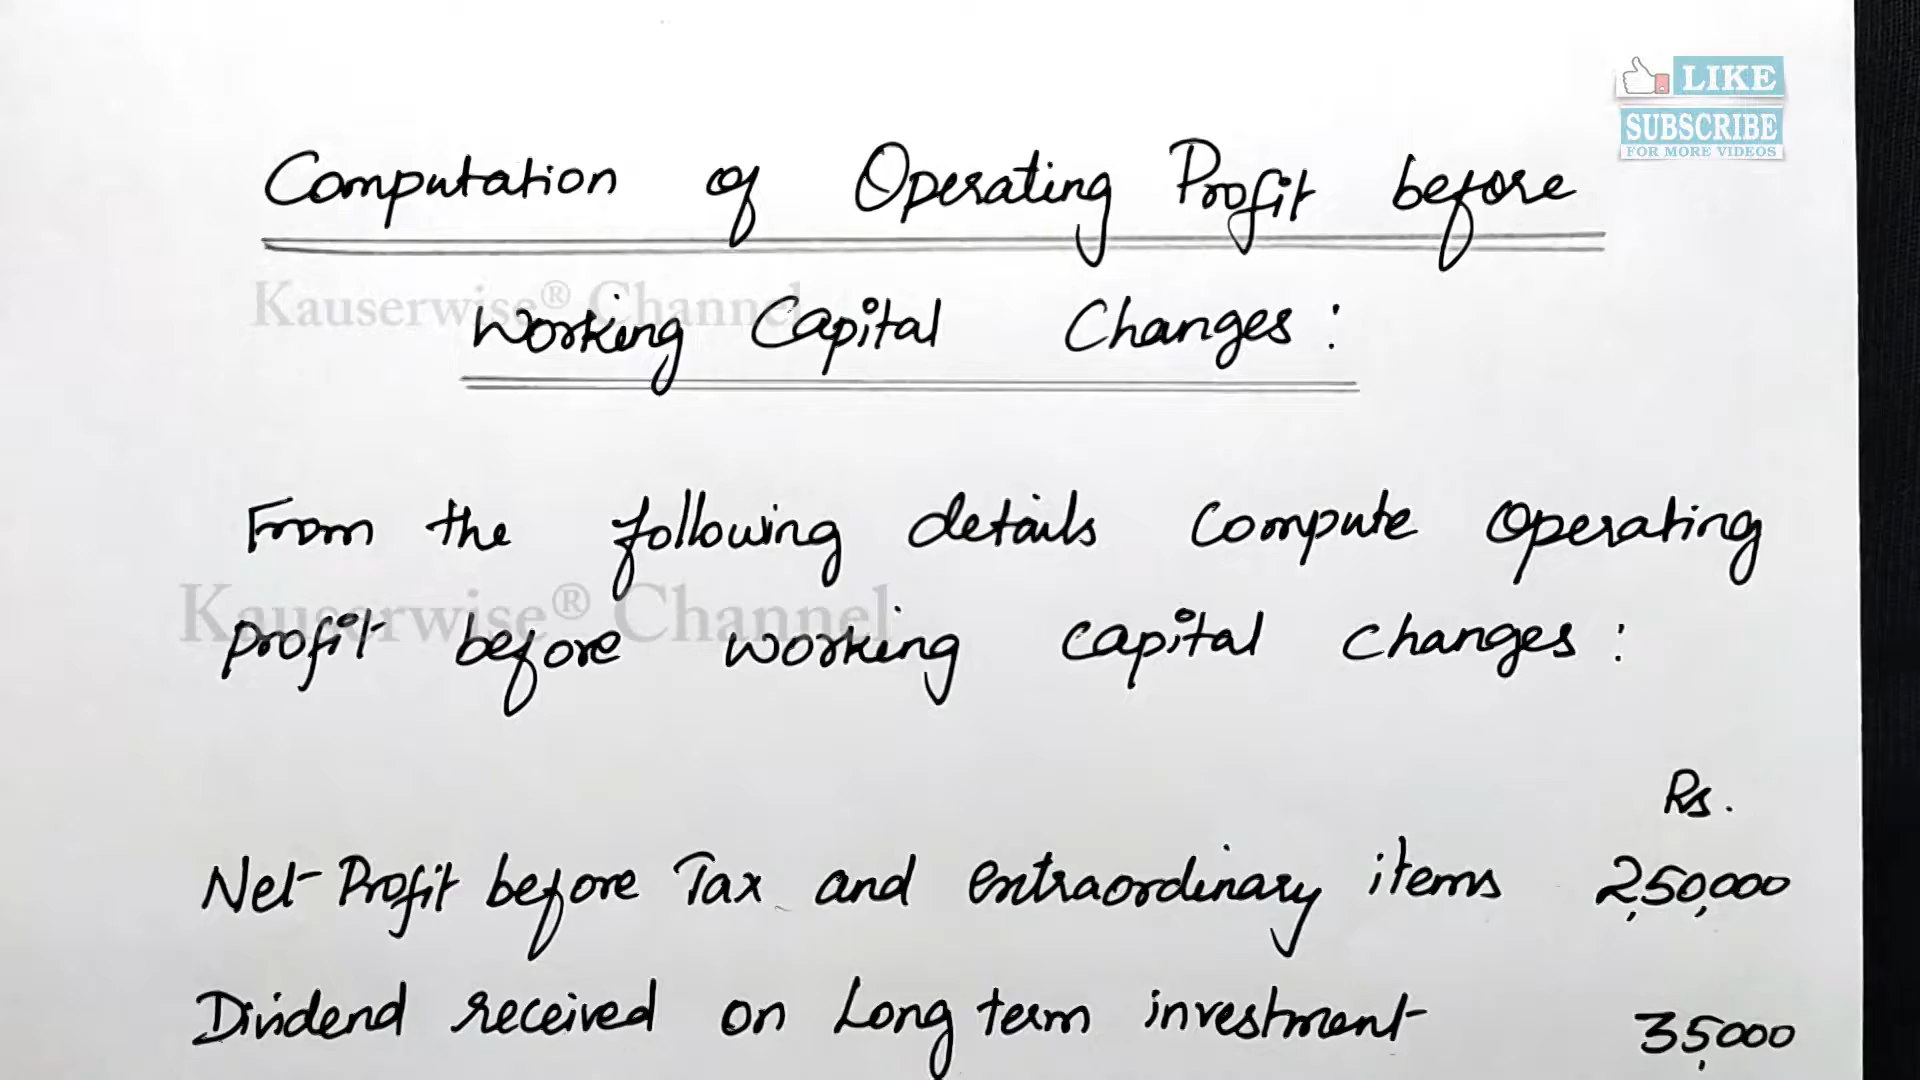 LIKE
SUBSCRIBE
FOR MORE VIDEOS
Computation of Operating Profit before
Kauserwise® Channel
Working Capital Changes:
From the following details compute operating
Kauserwise® Channel
profit before working capital changes:
Rs.
Net Profit before Tax and extraordinary items 2,50,000
Dividend received on Long term investment 35,000